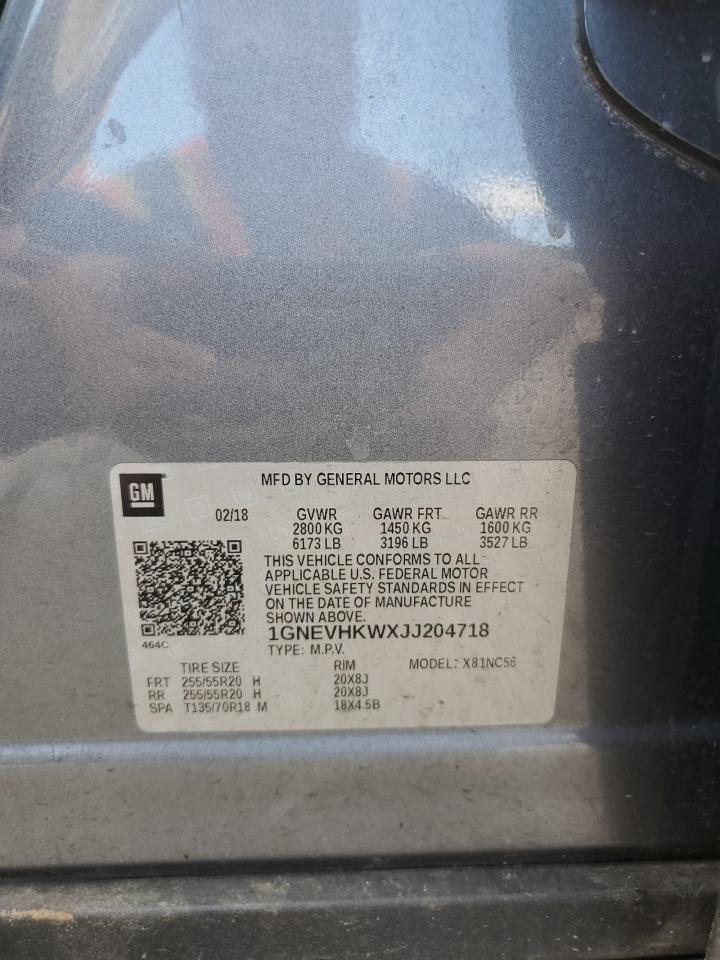 GM
MFD BY GENERAL MOTORS LLC
02/18
GVWR GAWR FRT GAWR RR
2800 KG 1450 KG 1600 KG
6173 LB 3196 LB 3527 LB
THIS VEHICLE CONFORMS TO ALL
APPLICABLE U.S. FEDERAL MOTOR
VEHICLE SAFETY STANDARDS IN EFFECT
ON THE DATE OF MANUFACTURE
SHOWN ABOVE.
464C
1GNEVHKWXJJ204718
TYPE: M.P.V.
TIRE SIZE RIM MODEL: X81NC56
FRT 255/55R20 H 20X8J
RR 255/55R20 H 20X8J
SPA T135/70R18 M 18X4.5B